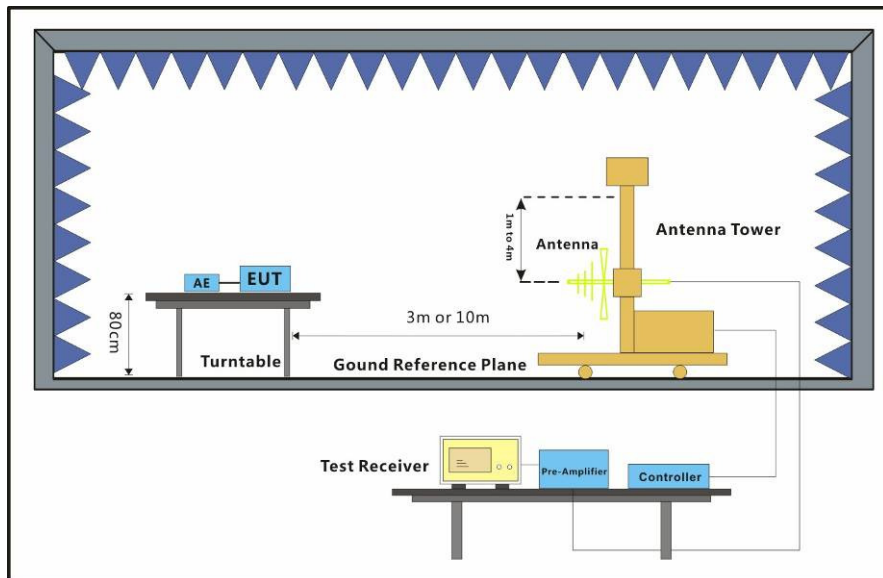 1m to 4m
Antenna
Antenna Tower
AE
EUT
80cm
3m or 10m
Turntable
Gound Reference Plane
Test Receiver
Pre-Amplifier
Controller